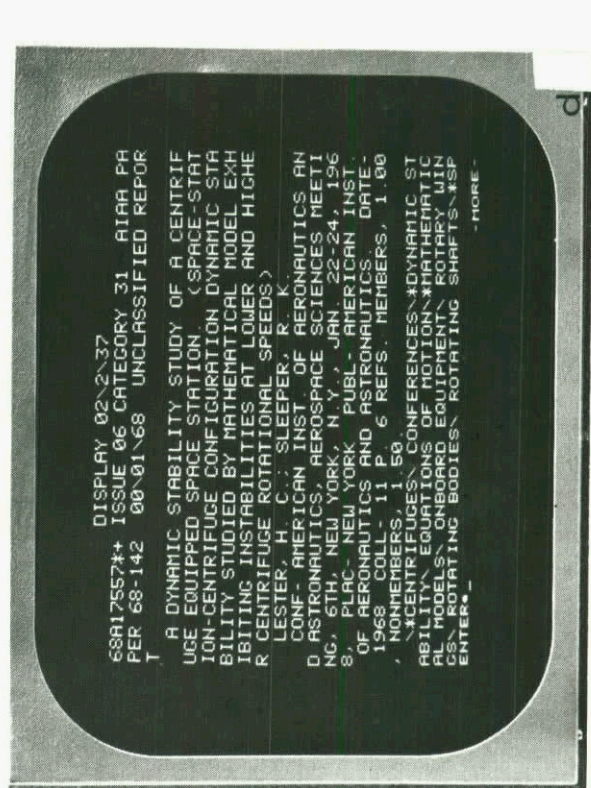 DISPLAY 02\2\37
68A17557*+ ISSUE 06 CATEGORY 31 AIAA PA
PER 68-142 00\01\68 UNCLASSIFIED REPOR
T
A DYNAMIC STABILITY STUDY OF A CENTRIF
UGE EQUIPPED SPACE STATION. (SPACE-STAT
ION-CENTRIFUGE CONFIGURATION DYNAMIC STA
BILITY STUDIED BY MATHEMATICAL MODEL EXH
IBITING INSTABILITIES AT LOWER AND HIGHE
R CENTRIFUGE ROTATIONAL SPEEDS)
LESTER, H. C.; SLEEPER, R. K.
CONF- AMERICAN INST. OF AERONAUTICS AN
D ASTRONAUTICS, AEROSPACE SCIENCES MEETI
NG, 6TH, NEW YORK, N.Y., JAN. 22-24, 196
8, PLAC- NEW YORK PUBL- AMERICAN INST.
OF AERONAUTICS AND ASTRONAUTICS. DATE-
1968 COLL- 11 P. 6 REFS. MEMBERS, 1.00
, NONMEMBERS, 1.50.
\*CENTRIFUGES\ CONFERENCES\*DYNAMIC ST
ABILITY\ EQUATIONS OF MOTION\*MATHEMATIC
AL MODELS\ ONBOARD EQUIPMENT\ ROTARY WIN
GS\ ROTATING BODIES\ ROTATING SHAFTS\*SP
ENTER•_ -MORE-
d